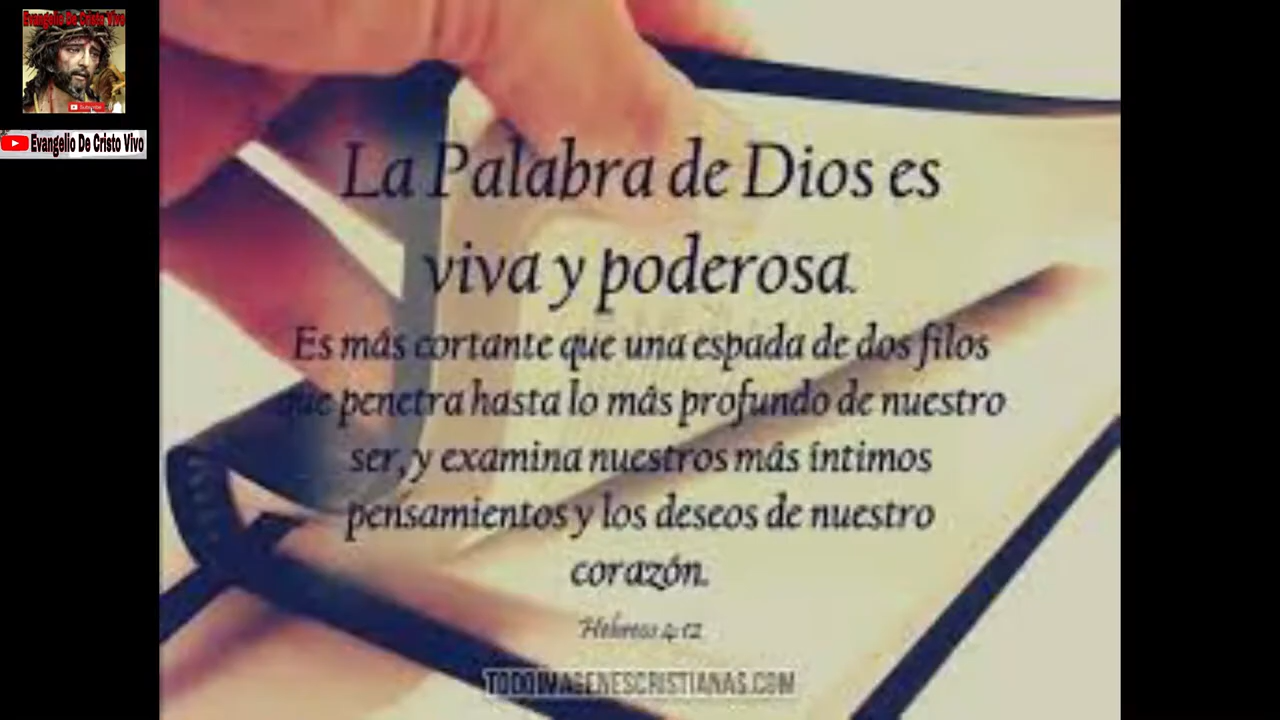 Evangelio De Cristo Vivo
Subscribe
Evangelio De Cristo Vivo
La Palabra de Dios es
viva y poderosa.
Es más cortante que una espada de dos filos
que penetra hasta lo más profundo de nuestro
ser, y examina nuestros más íntimos
pensamientos y los deseos de nuestro
corazón.
Hebreos 4:12
TODOIMAGENESCRISTIANAS.COM